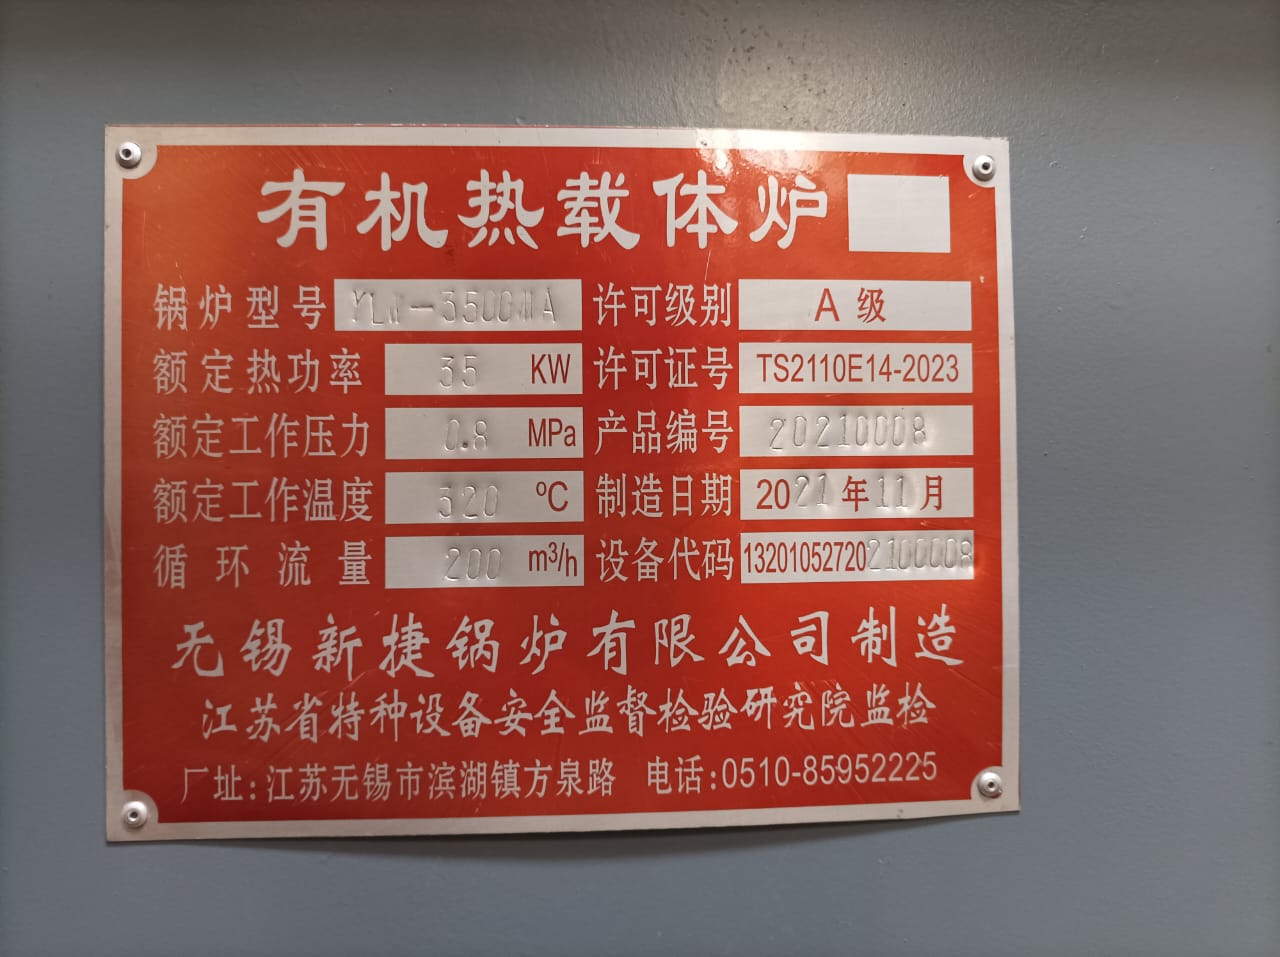 有机热载体炉
锅炉型号 YLW-3500MA 许可级别 A级
额定热功率 35 KW 许可证号 TS2110E14-2023
额定工作压力 0.8 MPa 产品编号 20210008
额定工作温度 320 ℃ 制造日期 2021年11月
循环流量 200 m³/h 设备代码 132010527202100008
无锡新捷锅炉有限公司制造
江苏省特种设备安全监督检验研究院监检
厂址:江苏无锡市滨湖镇方泉路 电话:0510-85952225